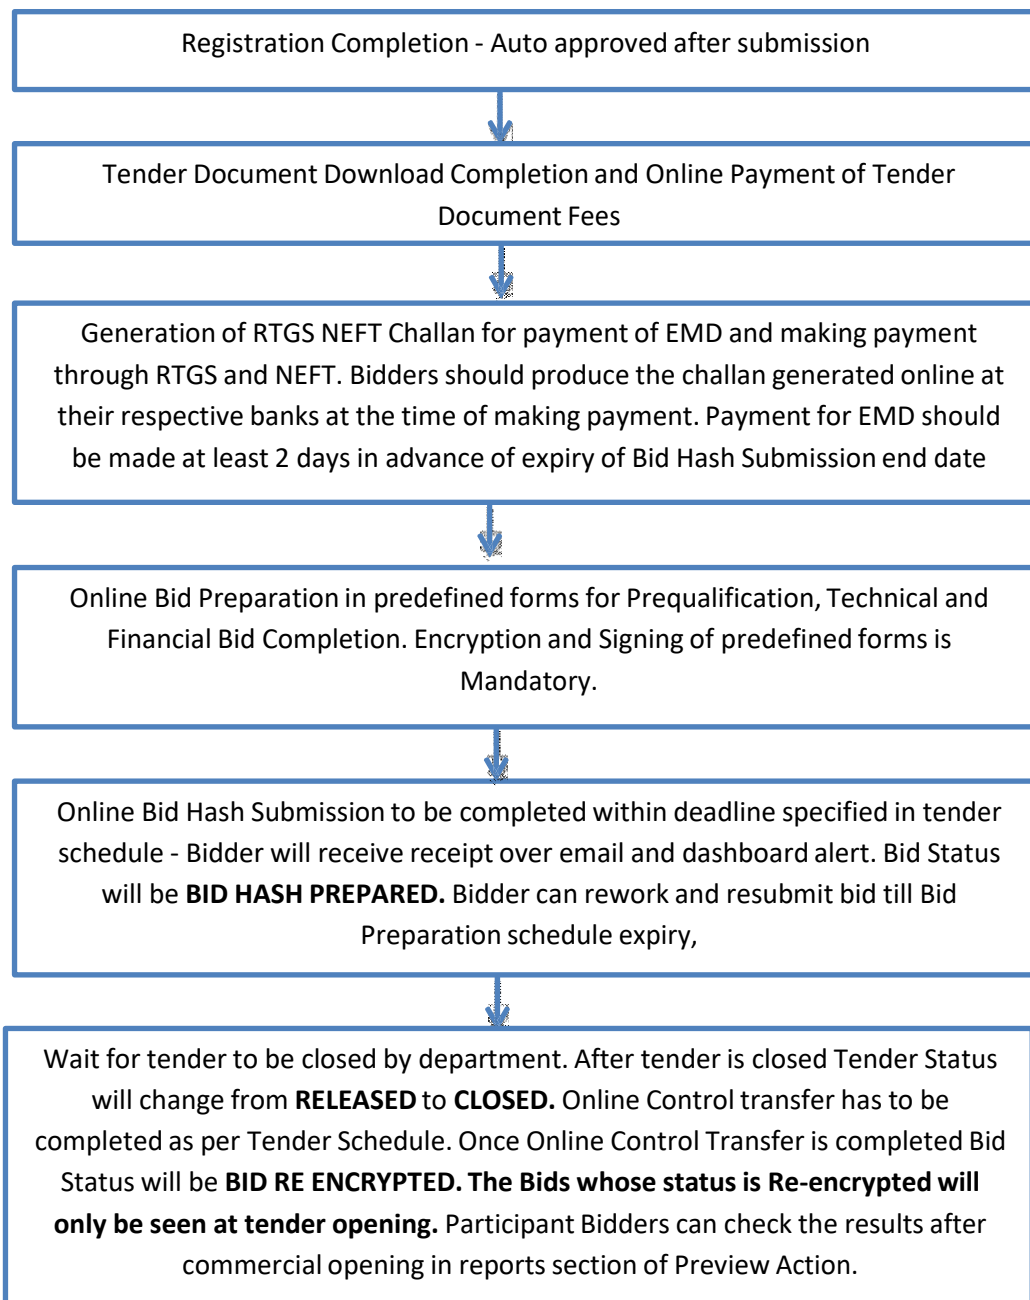 Registration Completion - Auto approved after submission
Tender Document Download Completion and Online Payment of Tender
Document Fees
Generation of RTGS NEFT Challan for payment of EMD and making payment
through RTGS and NEFT. Bidders should produce the challan generated online at
their respective banks at the time of making payment. Payment for EMD should
be made at least 2 days in advance of expiry of Bid Hash Submission end date
Online Bid Preparation in predefined forms for Prequalification, Technical and
Financial Bid Completion. Encryption and Signing of predefined forms is
Mandatory.
Online Bid Hash Submission to be completed within deadline specified in tender
schedule - Bidder will receive receipt over email and dashboard alert. Bid Status
will be BID HASH PREPARED. Bidder can rework and resubmit bid till Bid
Preparation schedule expiry,
Wait for tender to be closed by department. After tender is closed Tender Status
will change from RELEASED to CLOSED. Online Control transfer has to be
completed as per Tender Schedule. Once Online Control Transfer is completed Bid
Status will be BID RE ENCRYPTED. The Bids whose status is Re-encrypted will
only be seen at tender opening. Participant Bidders can check the results after
commercial opening in reports section of Preview Action.